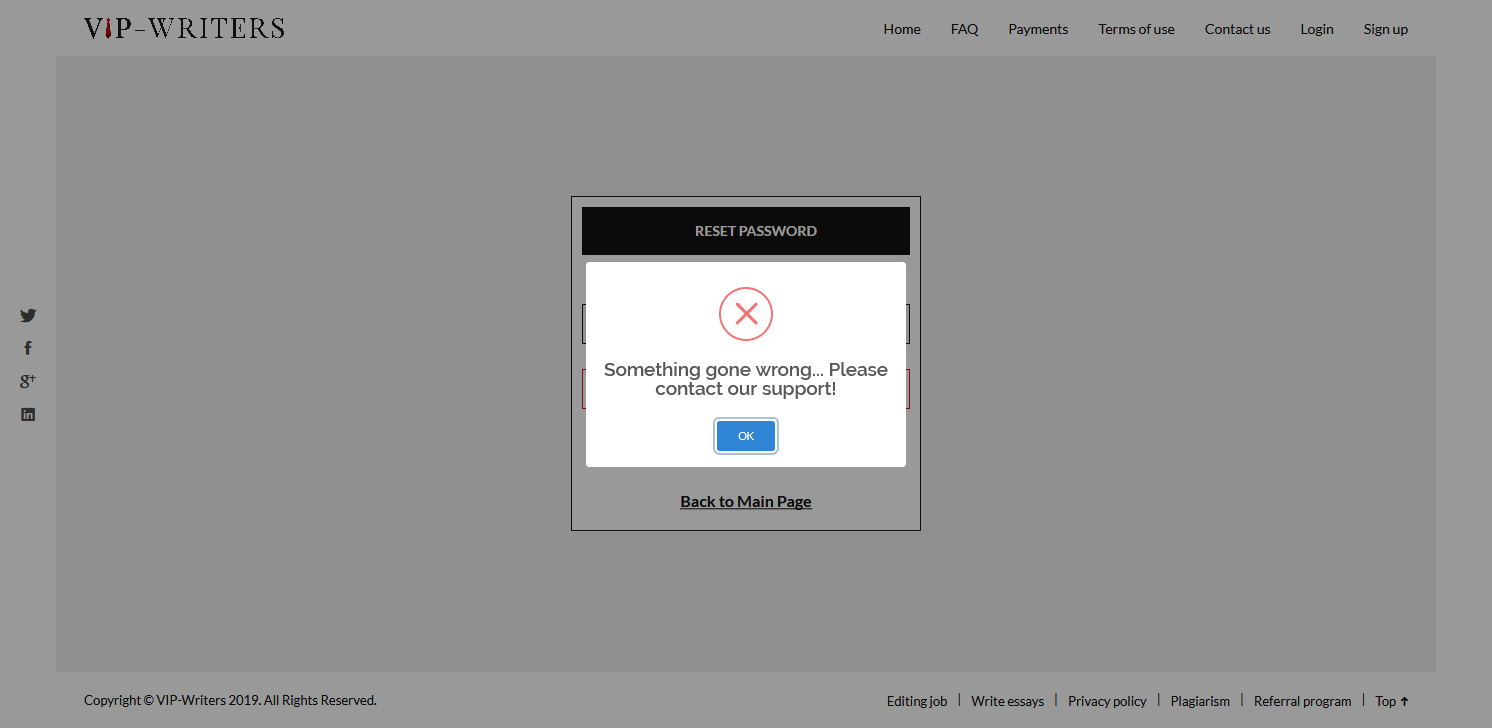 VIP-WRITERS
Home FAQ Payments Terms of use Contact us Login Sign up
RESET PASSWORD
Something gone wrong... Please
contact our support!
OK
Back to Main Page
Copyright © VIP-Writers 2019. All Rights Reserved.
Editing job | Write essays | Privacy policy | Plagiarism | Referral program | Top ↑